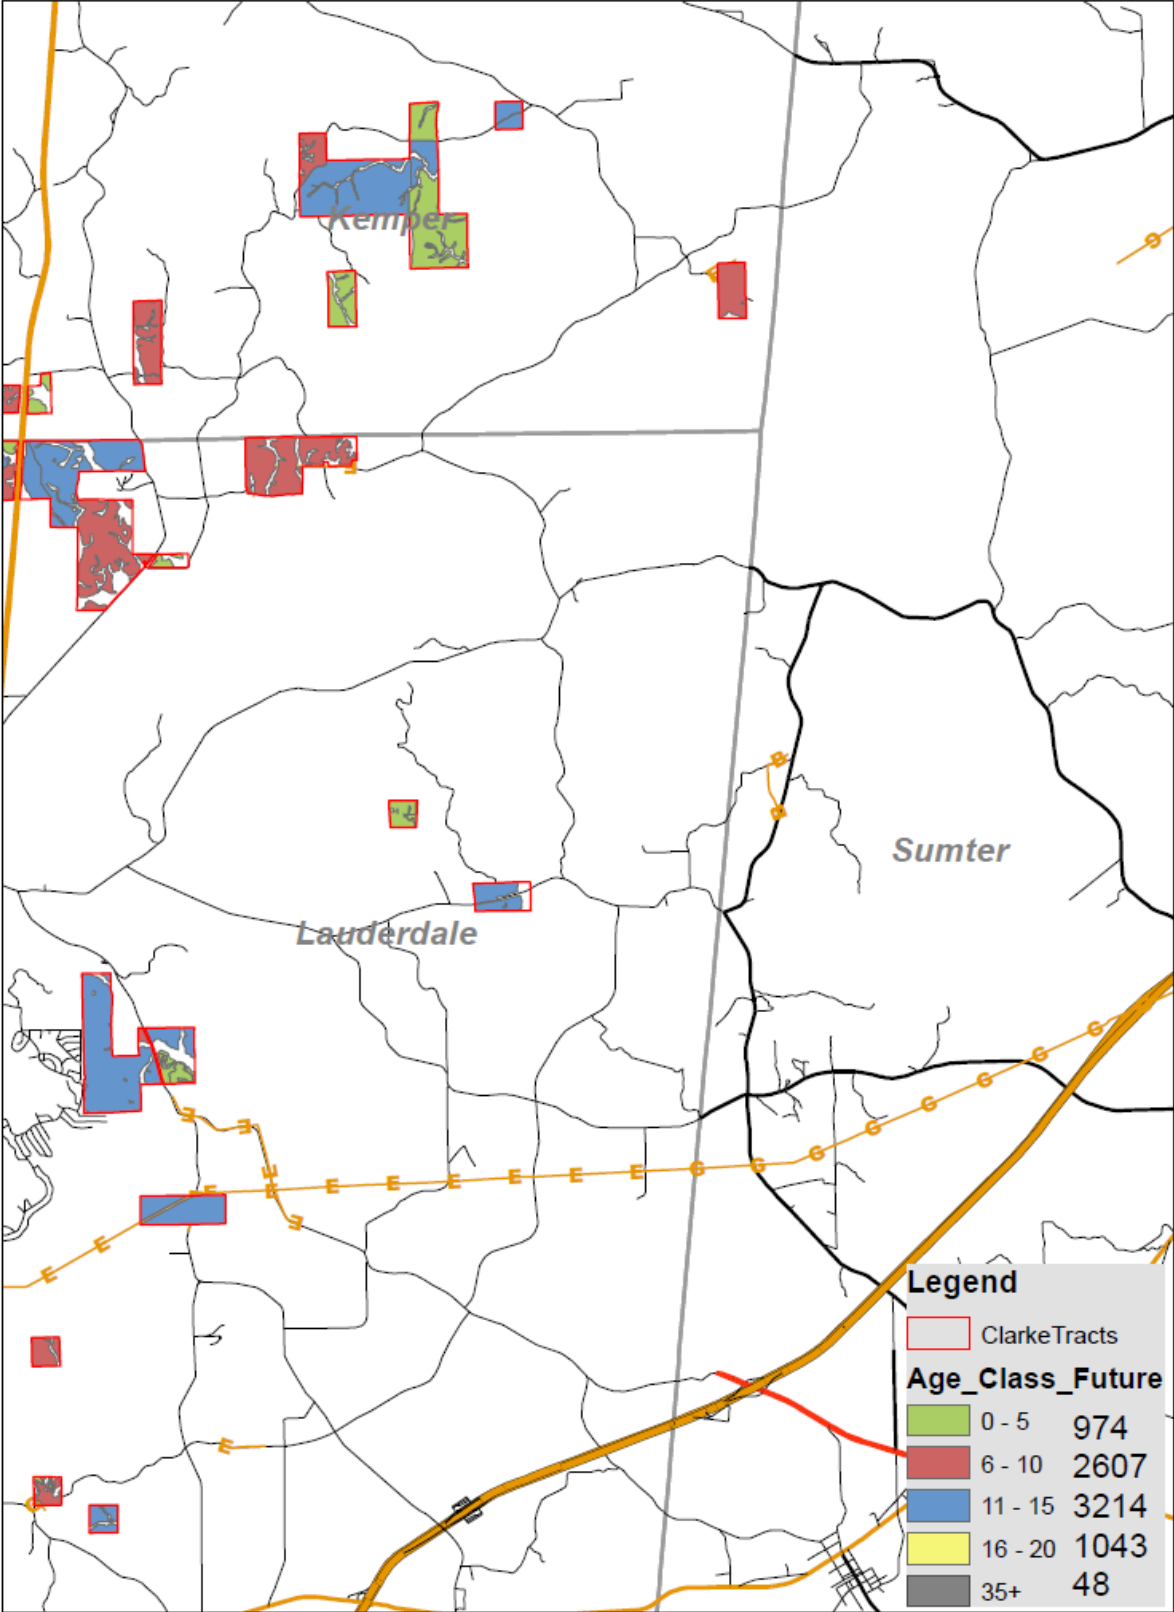 Kemper
G
E
B
B
Sumter
Lauderdale
G
G
G
E
E
E
G
G
G
E
E
E
E
E
E
E
E
G
G
E
E
E
E
E
Legend
ClarkeTracts
Age_Class_Future
0 - 5 974
6 - 10 2607
11 - 15 3214
16 - 20 1043
35+ 48